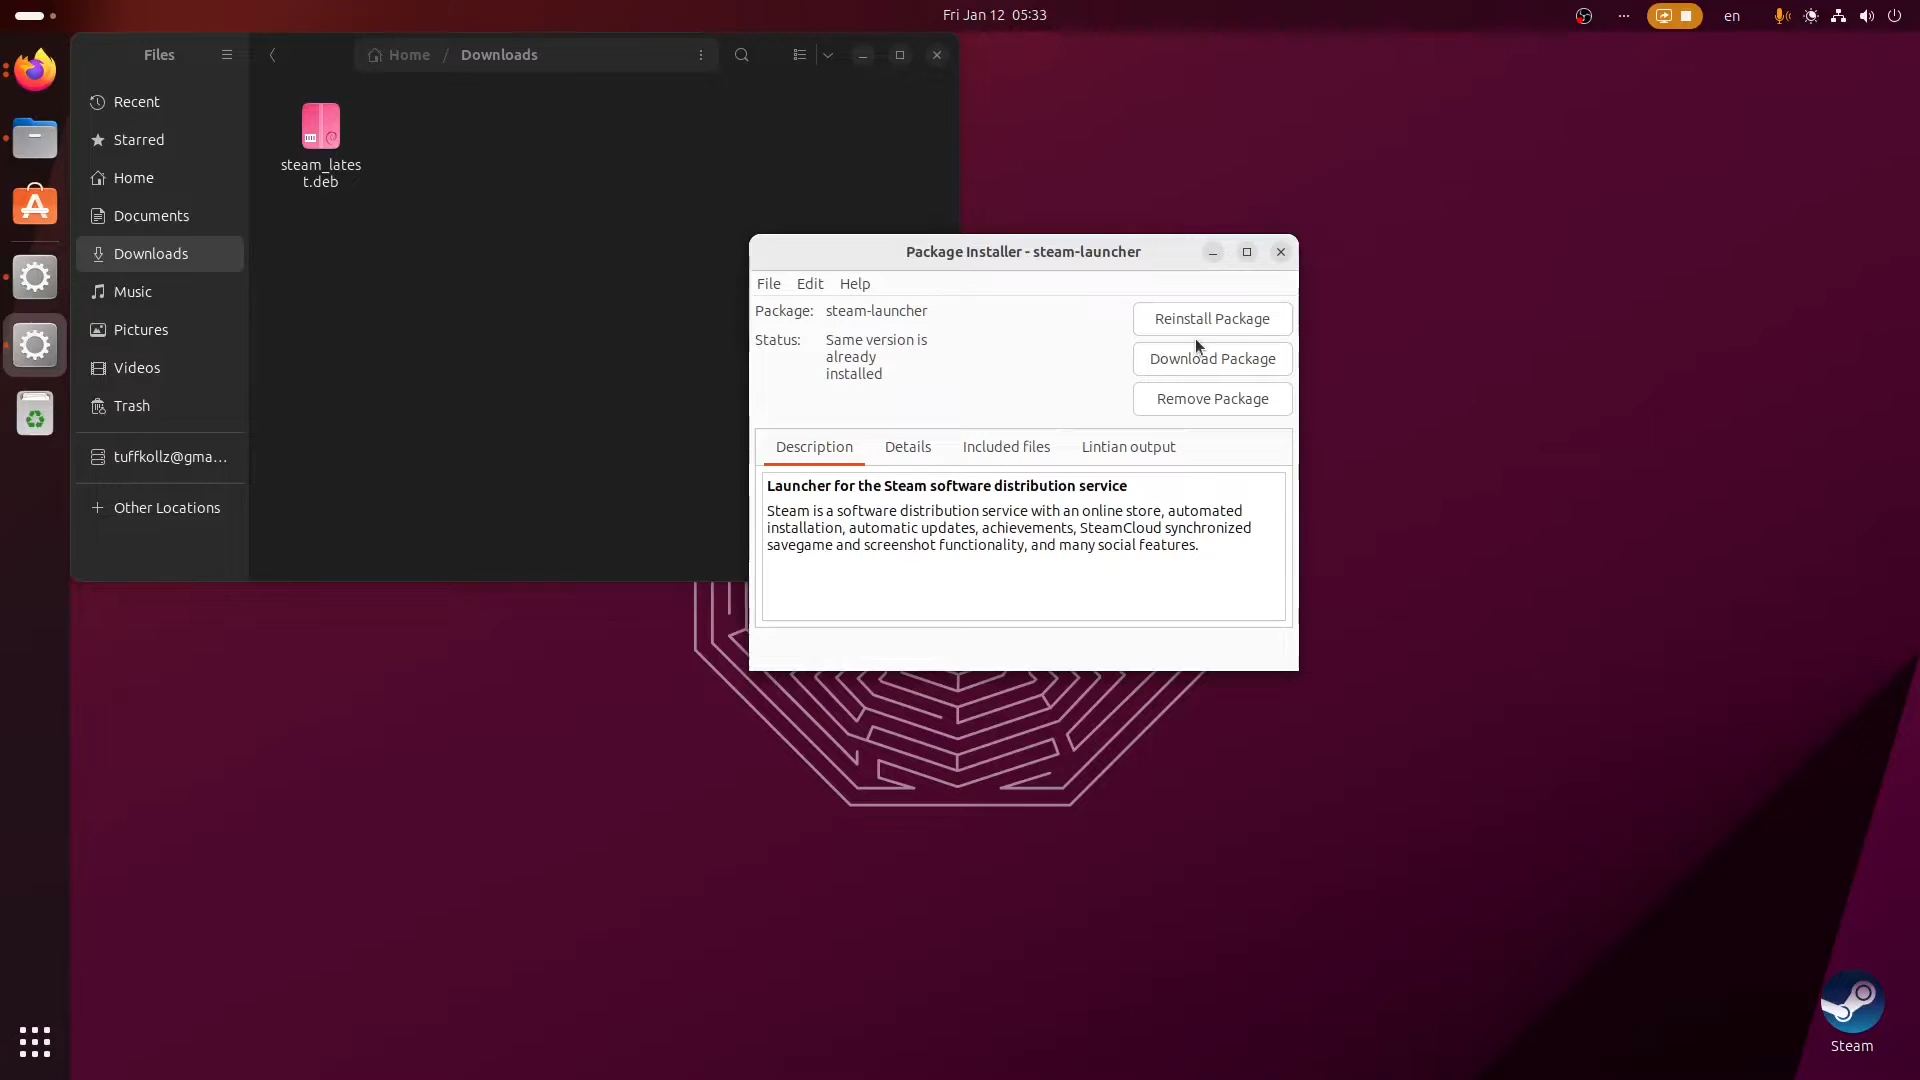 Fri Jan 12 05:33
en
Files
Home / Downloads
Recent
Starred
Home
Documents
Downloads
Music
Pictures
Videos
Trash
tuffkollz@gma...
Other Locations
steam_lates
t.deb
Package Installer - steam-launcher
File Edit Help
Package: steam-launcher
Status: Same version is
already
installed
Reinstall Package
Download Package
Remove Package
Description Details Included files Lintian output
Launcher for the Steam software distribution service
Steam is a software distribution service with an online store, automated
installation, automatic updates, achievements, SteamCloud synchronized
savegame and screenshot functionality, and many social features.
Steam